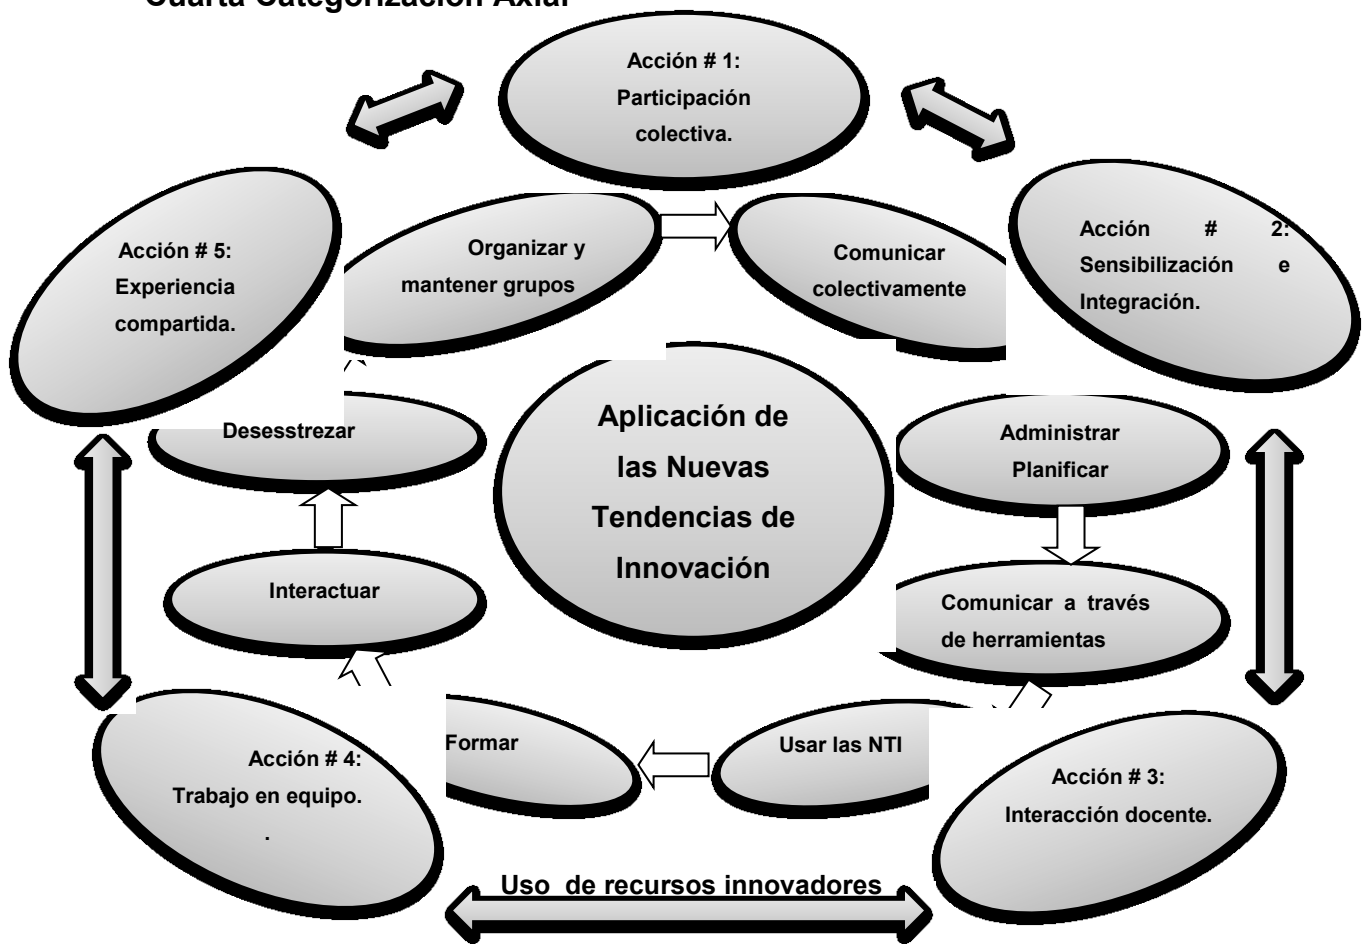 Cuarta Categorización Axial
Acción # 1:
Participación
colectiva.
Acción # 5:
Experiencia
compartida.
Organizar y
mantener grupos
Comunicar
colectivamente
Acción # 2:
Sensibilización e
Integración.
Desesstrezar
Aplicación de
las Nuevas
Tendencias de
Innovación
Administrar
Planificar
Interactuar
Comunicar a través
de herramientas
Formar
Usar las NTI
Acción # 4:
Trabajo en equipo.
.
Acción # 3:
Interacción docente.
Uso de recursos innovadores